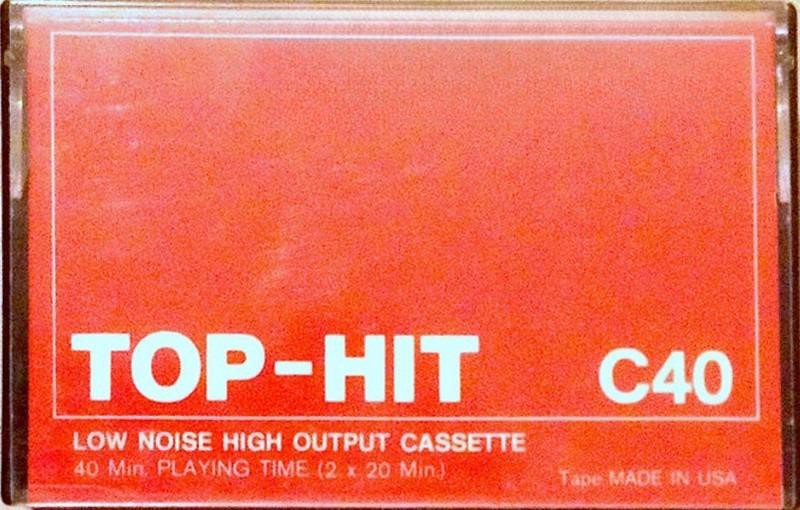 TOP-HIT C40
LOW NOISE HIGH OUTPUT CASSETTE
40 Min. PLAYING TIME (2 x 20 Min.)
Tape MADE IN USA